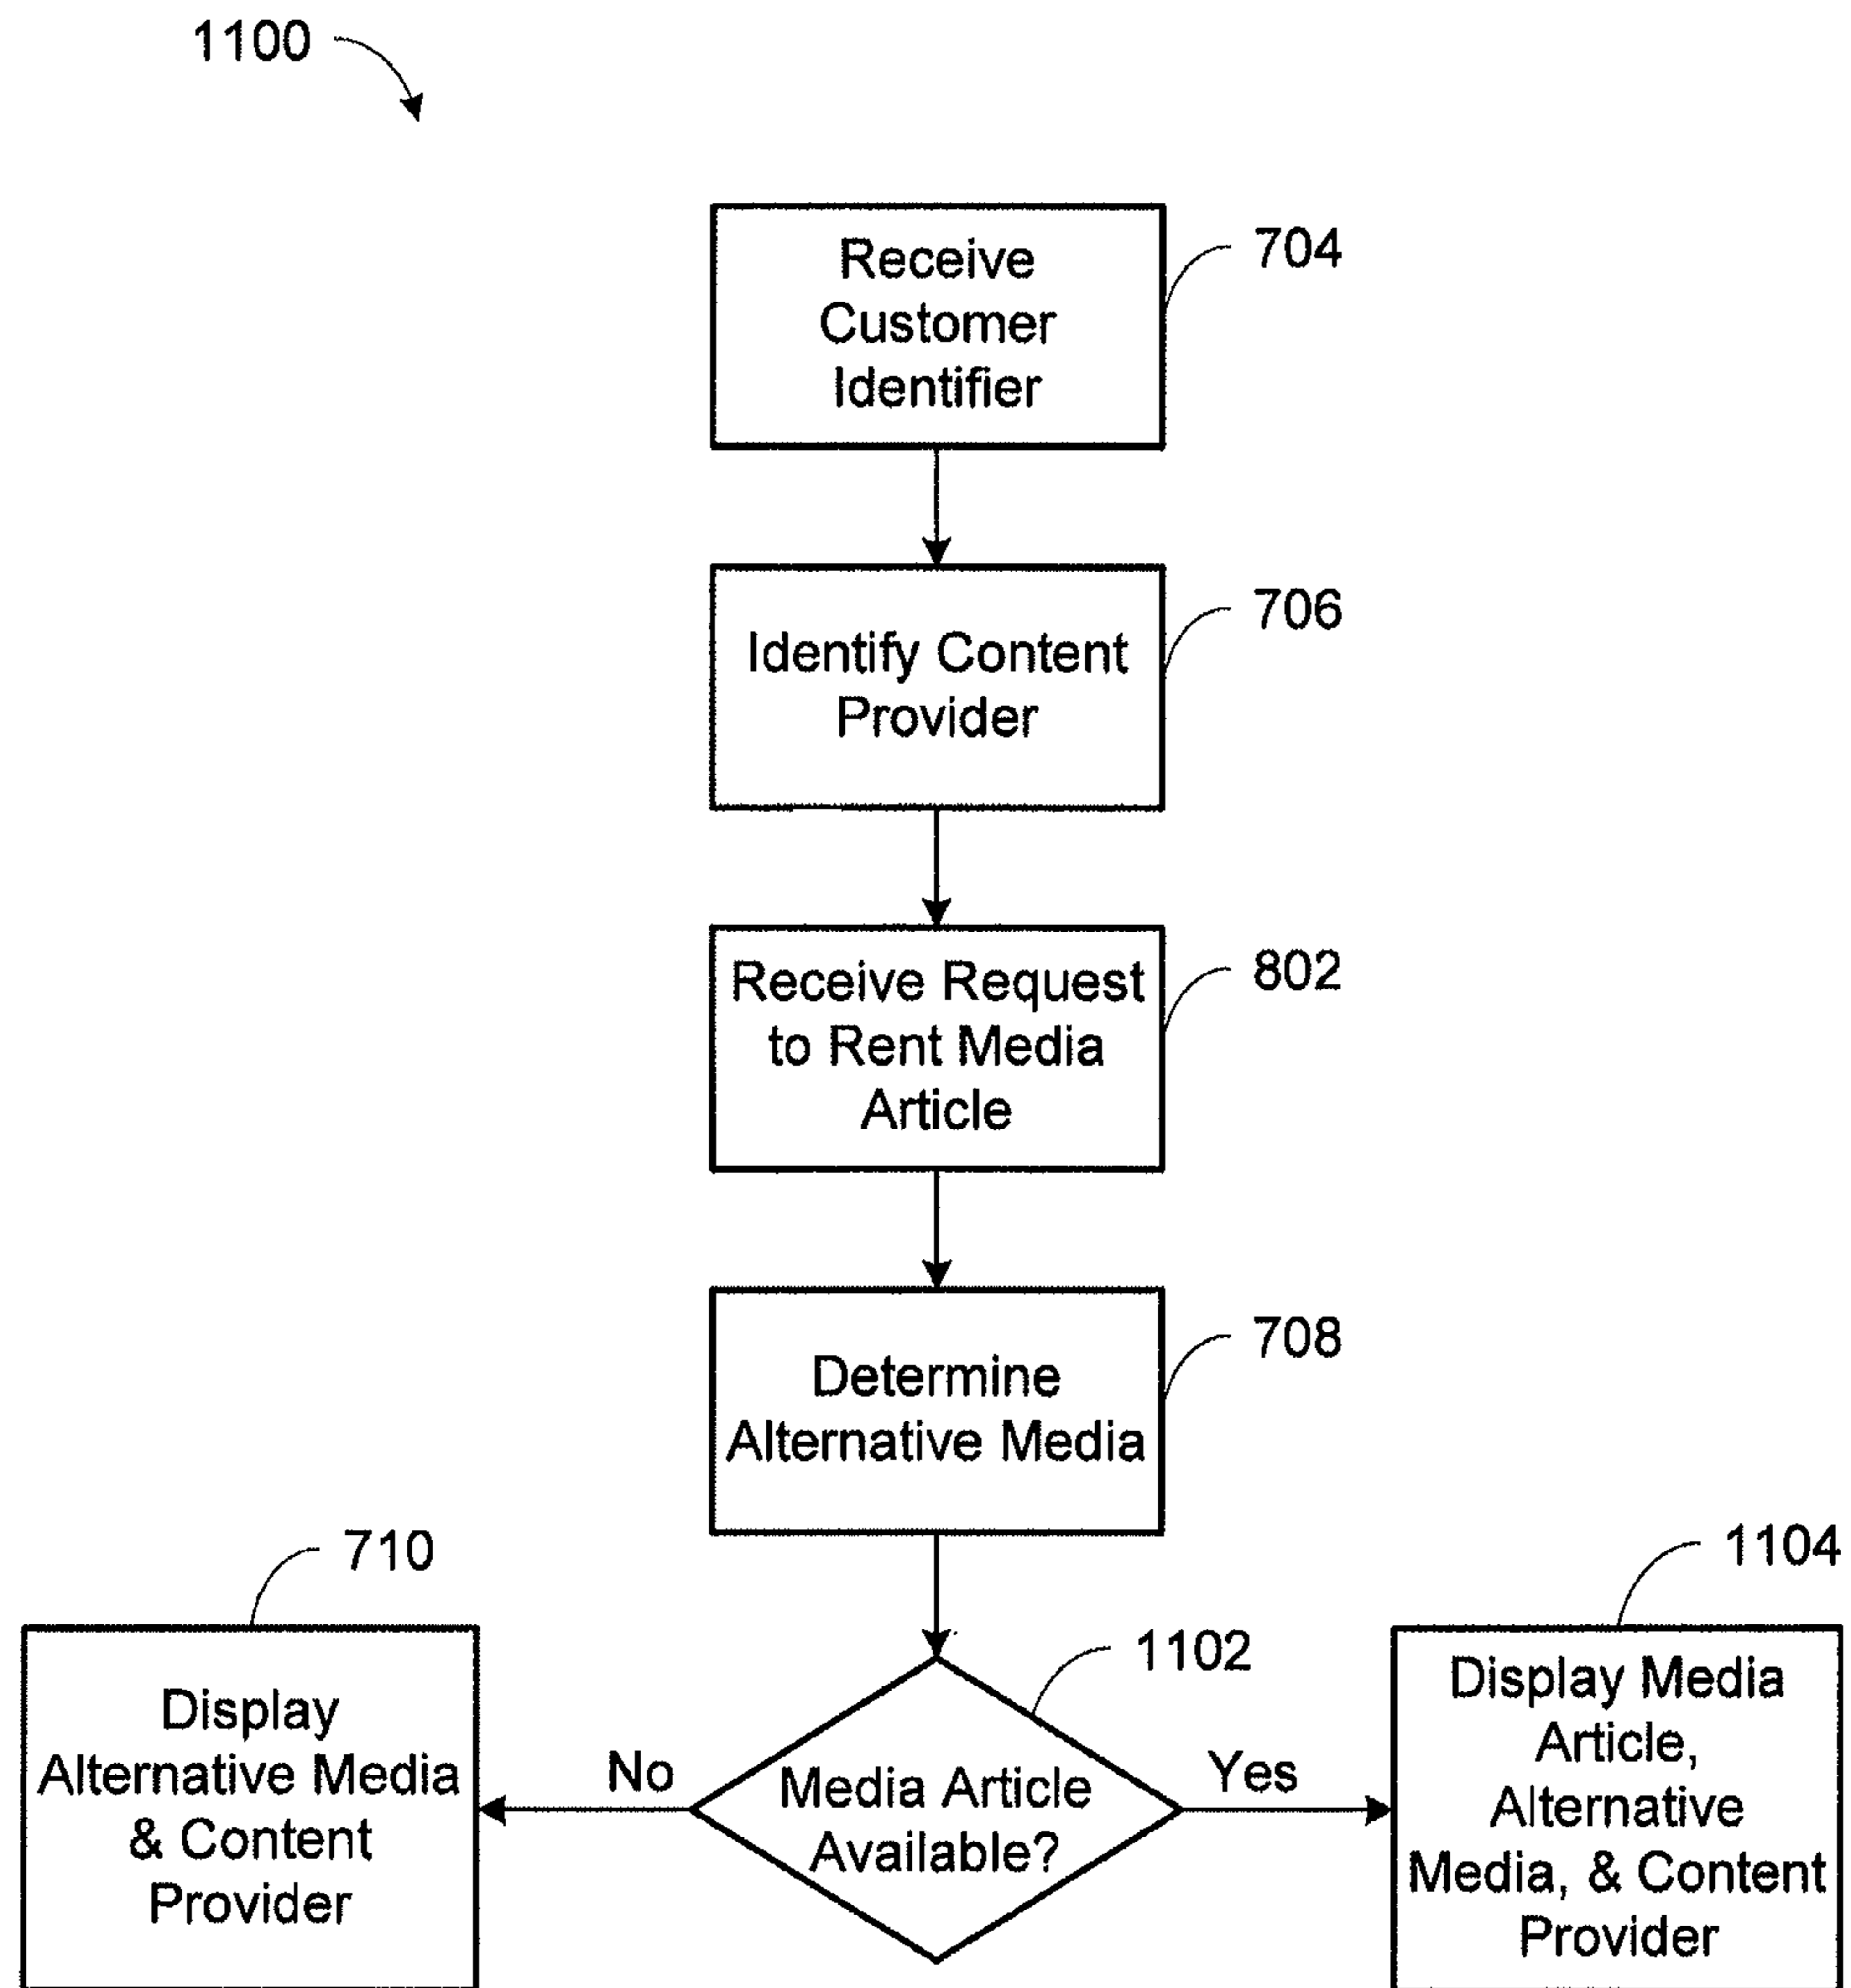 1100
Receive
Customer
Identifier
704
Identify Content
Provider
706
Receive Request
to Rent Media
Article
802
Determine
Alternative Media
708
710
Display
Alternative Media
& Content
Provider
No
Media Article
Available?
1102
Yes
1104
Display Media
Article,
Alternative
Media, & Content
Provider